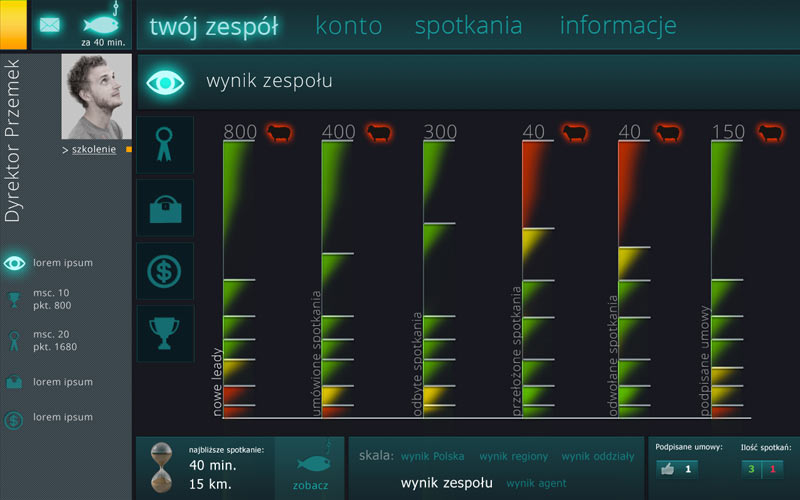 za 40 min.
twój zespół konto spotkania informacje
Dyrektor Przemek
> szkolenie
wynik zespołu
lorem ipsum
msc. 10
pkt. 800
msc. 20
pkt. 1680
lorem ipsum
lorem ipsum
800 400 300 40 40 150
nowe leady
umówione spotkania
odbyte spotkania
przełożone spotkania
odwołane spotkania
podpisane umowy
najbliższe spotkanie:
40 min.
15 km.
zobacz
skala: wynik Polska wynik regiony wynik oddziały
wynik zespołu wynik agent
Podpisane umowy:
1
Ilość spotkań:
3 1